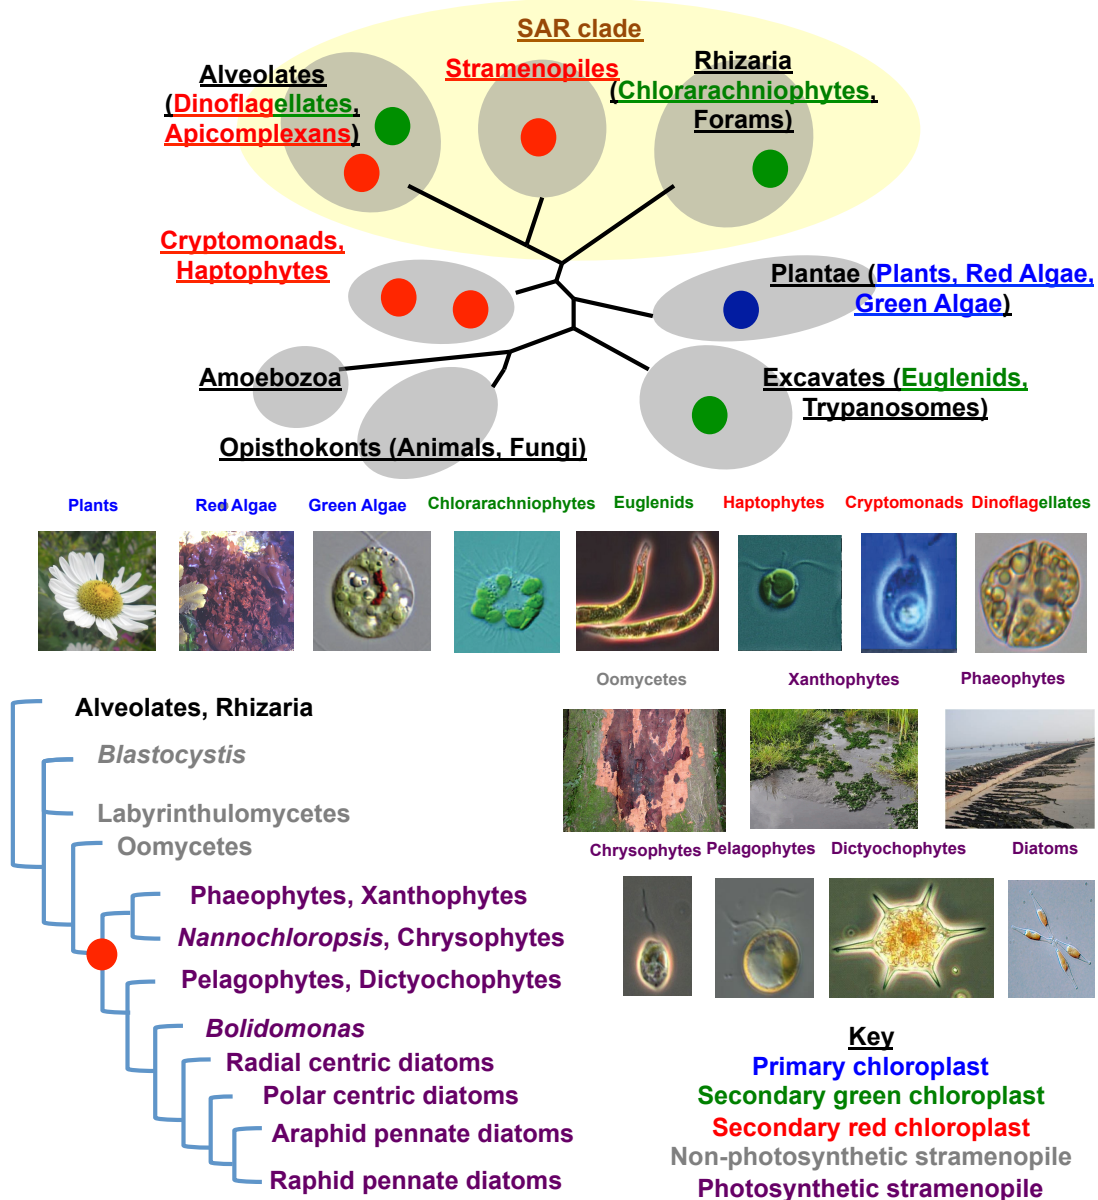 SAR clade
Alveolates
(Dinoflagellates,
Apicomplexans)
Stramenopiles
Rhizaria
(Chlorarachniophytes,
Forams)
Cryptomonads,
Haptophytes
Plantae (Plants, Red Algae,
Green Algae)
Amoebozoa
Excavates (Euglenids,
Trypanosomes)
Opisthokonts (Animals, Fungi)
Plants
Red Algae
Green Algae
Chlorarachniophytes
Euglenids
Haptophytes
Cryptomonads
Dinoflagellates
Oomycetes
Xanthophytes
Phaeophytes
Chrysophytes
Pelagophytes
Dictyochophytes
Diatoms
Alveolates, Rhizaria
Blastocystis
Labyrinthulomycetes
Oomycetes
Phaeophytes, Xanthophytes
Nannochloropsis, Chrysophytes
Pelagophytes, Dictyochophytes
Bolidomonas
Radial centric diatoms
Polar centric diatoms
Araphid pennate diatoms
Raphid pennate diatoms
Key
Primary chloroplast
Secondary green chloroplast
Secondary red chloroplast
Non-photosynthetic stramenopile
Photosynthetic stramenopile